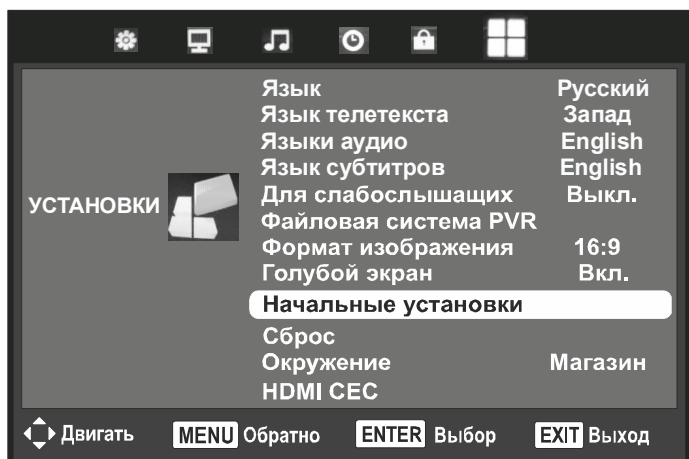 Язык Русский
Язык телетекста Запад
Языки аудио English
Язык субтитров English
Для слабослышащих Выкл.
УСТАНОВКИ
Файловая система PVR
Формат изображения 16:9
Голубой экран Вкл.
Начальные установки
Сброс
Окружение Магазин
HDMI CEC
Двигать MENU Обратно ENTER Выбор EXIT Выход